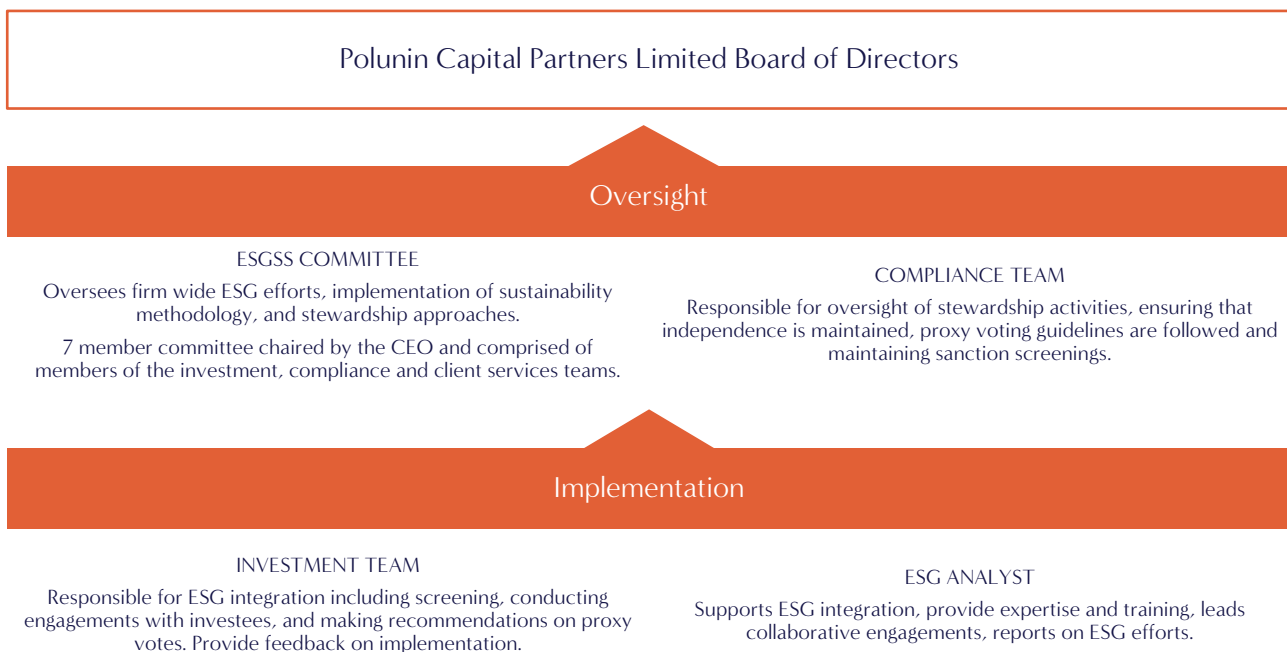 Polunin Capital Partners Limited Board of Directors
Oversight
ESGSS COMMITTEE
Oversees firm wide ESG efforts, implementation of sustainability
methodology, and stewardship approaches.
7 member committee chaired by the CEO and comprised of
members of the investment, compliance and client services teams.
COMPLIANCE TEAM
Responsible for oversight of stewardship activities, ensuring that
independence is maintained, proxy voting guidelines are followed and
maintaining sanction screenings.
Implementation
INVESTMENT TEAM
Responsible for ESG integration including screening, conducting
engagements with investees, and making recommendations on proxy
votes. Provide feedback on implementation.
ESG ANALYST
Supports ESG integration, provide expertise and training, leads
collaborative engagements, reports on ESG efforts.